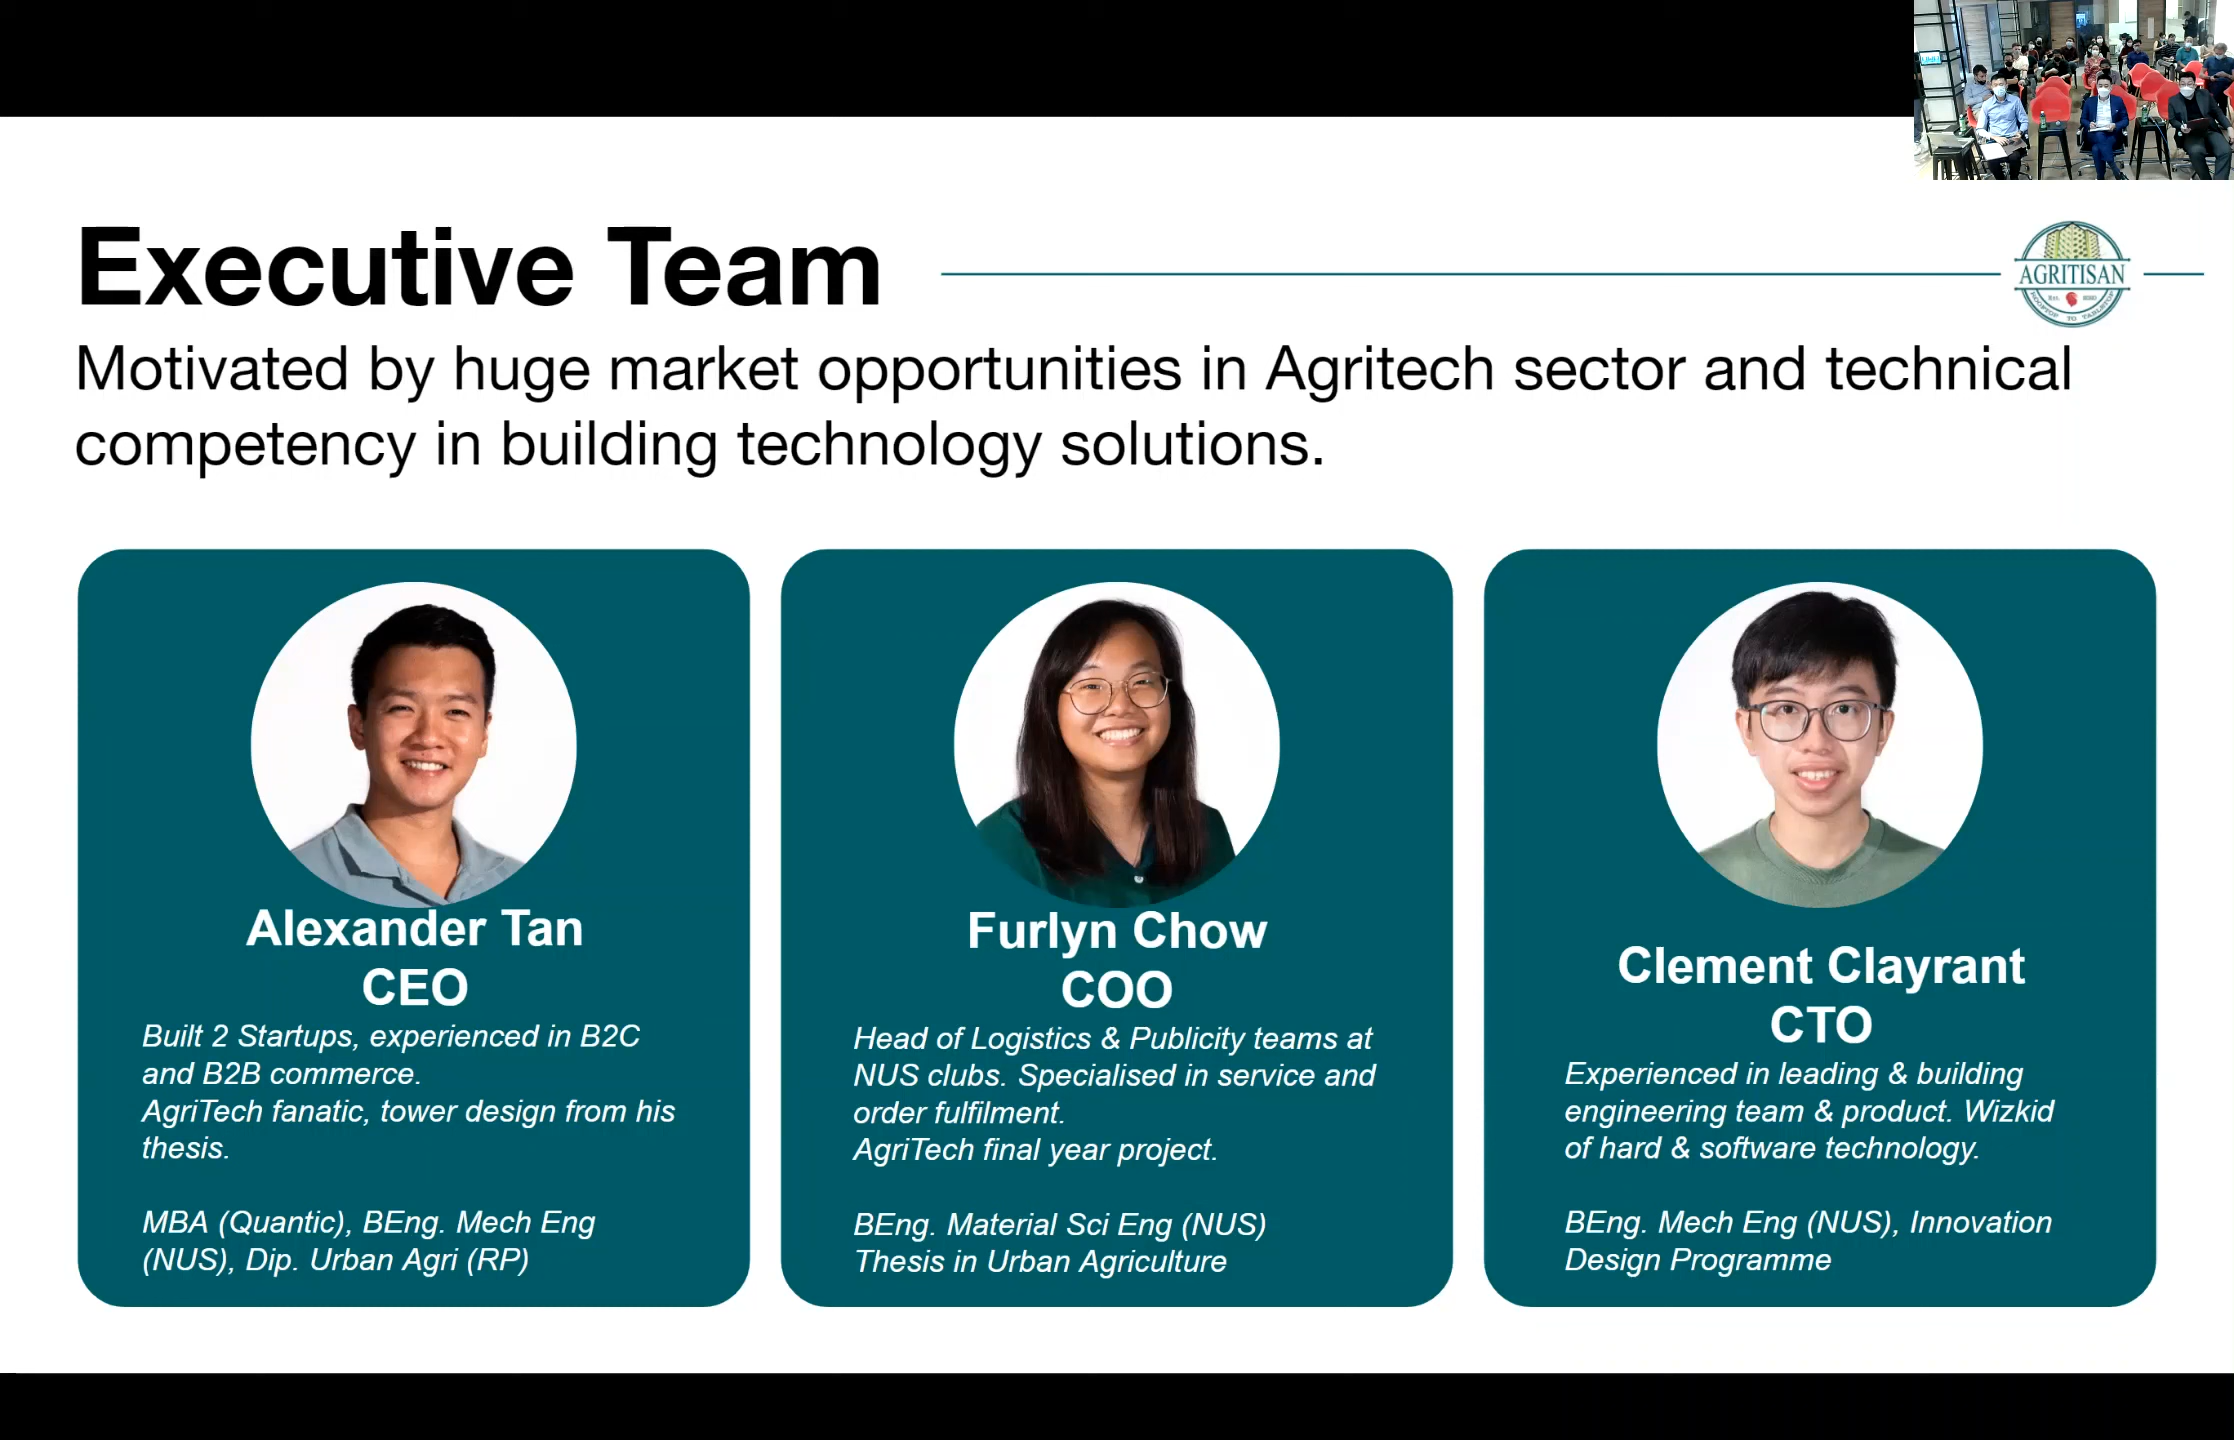 Executive Team
AGRITISAN
Est. 2020
ROOFTOP TO TABLETOP
Motivated by huge market opportunities in Agritech sector and technical
competency in building technology solutions.
Alexander Tan
CEO
Built 2 Startups, experienced in B2C
and B2B commerce.
AgriTech fanatic, tower design from his
thesis.
MBA (Quantic), BEng. Mech Eng
(NUS), Dip. Urban Agri (RP)
Furlyn Chow
COO
Head of Logistics & Publicity teams at
NUS clubs. Specialised in service and
order fulfilment.
AgriTech final year project.
BEng. Material Sci Eng (NUS)
Thesis in Urban Agriculture
Clement Clayrant
CTO
Experienced in leading & building
engineering team & product. Wizkid
of hard & software technology.
BEng. Mech Eng (NUS), Innovation
Design Programme